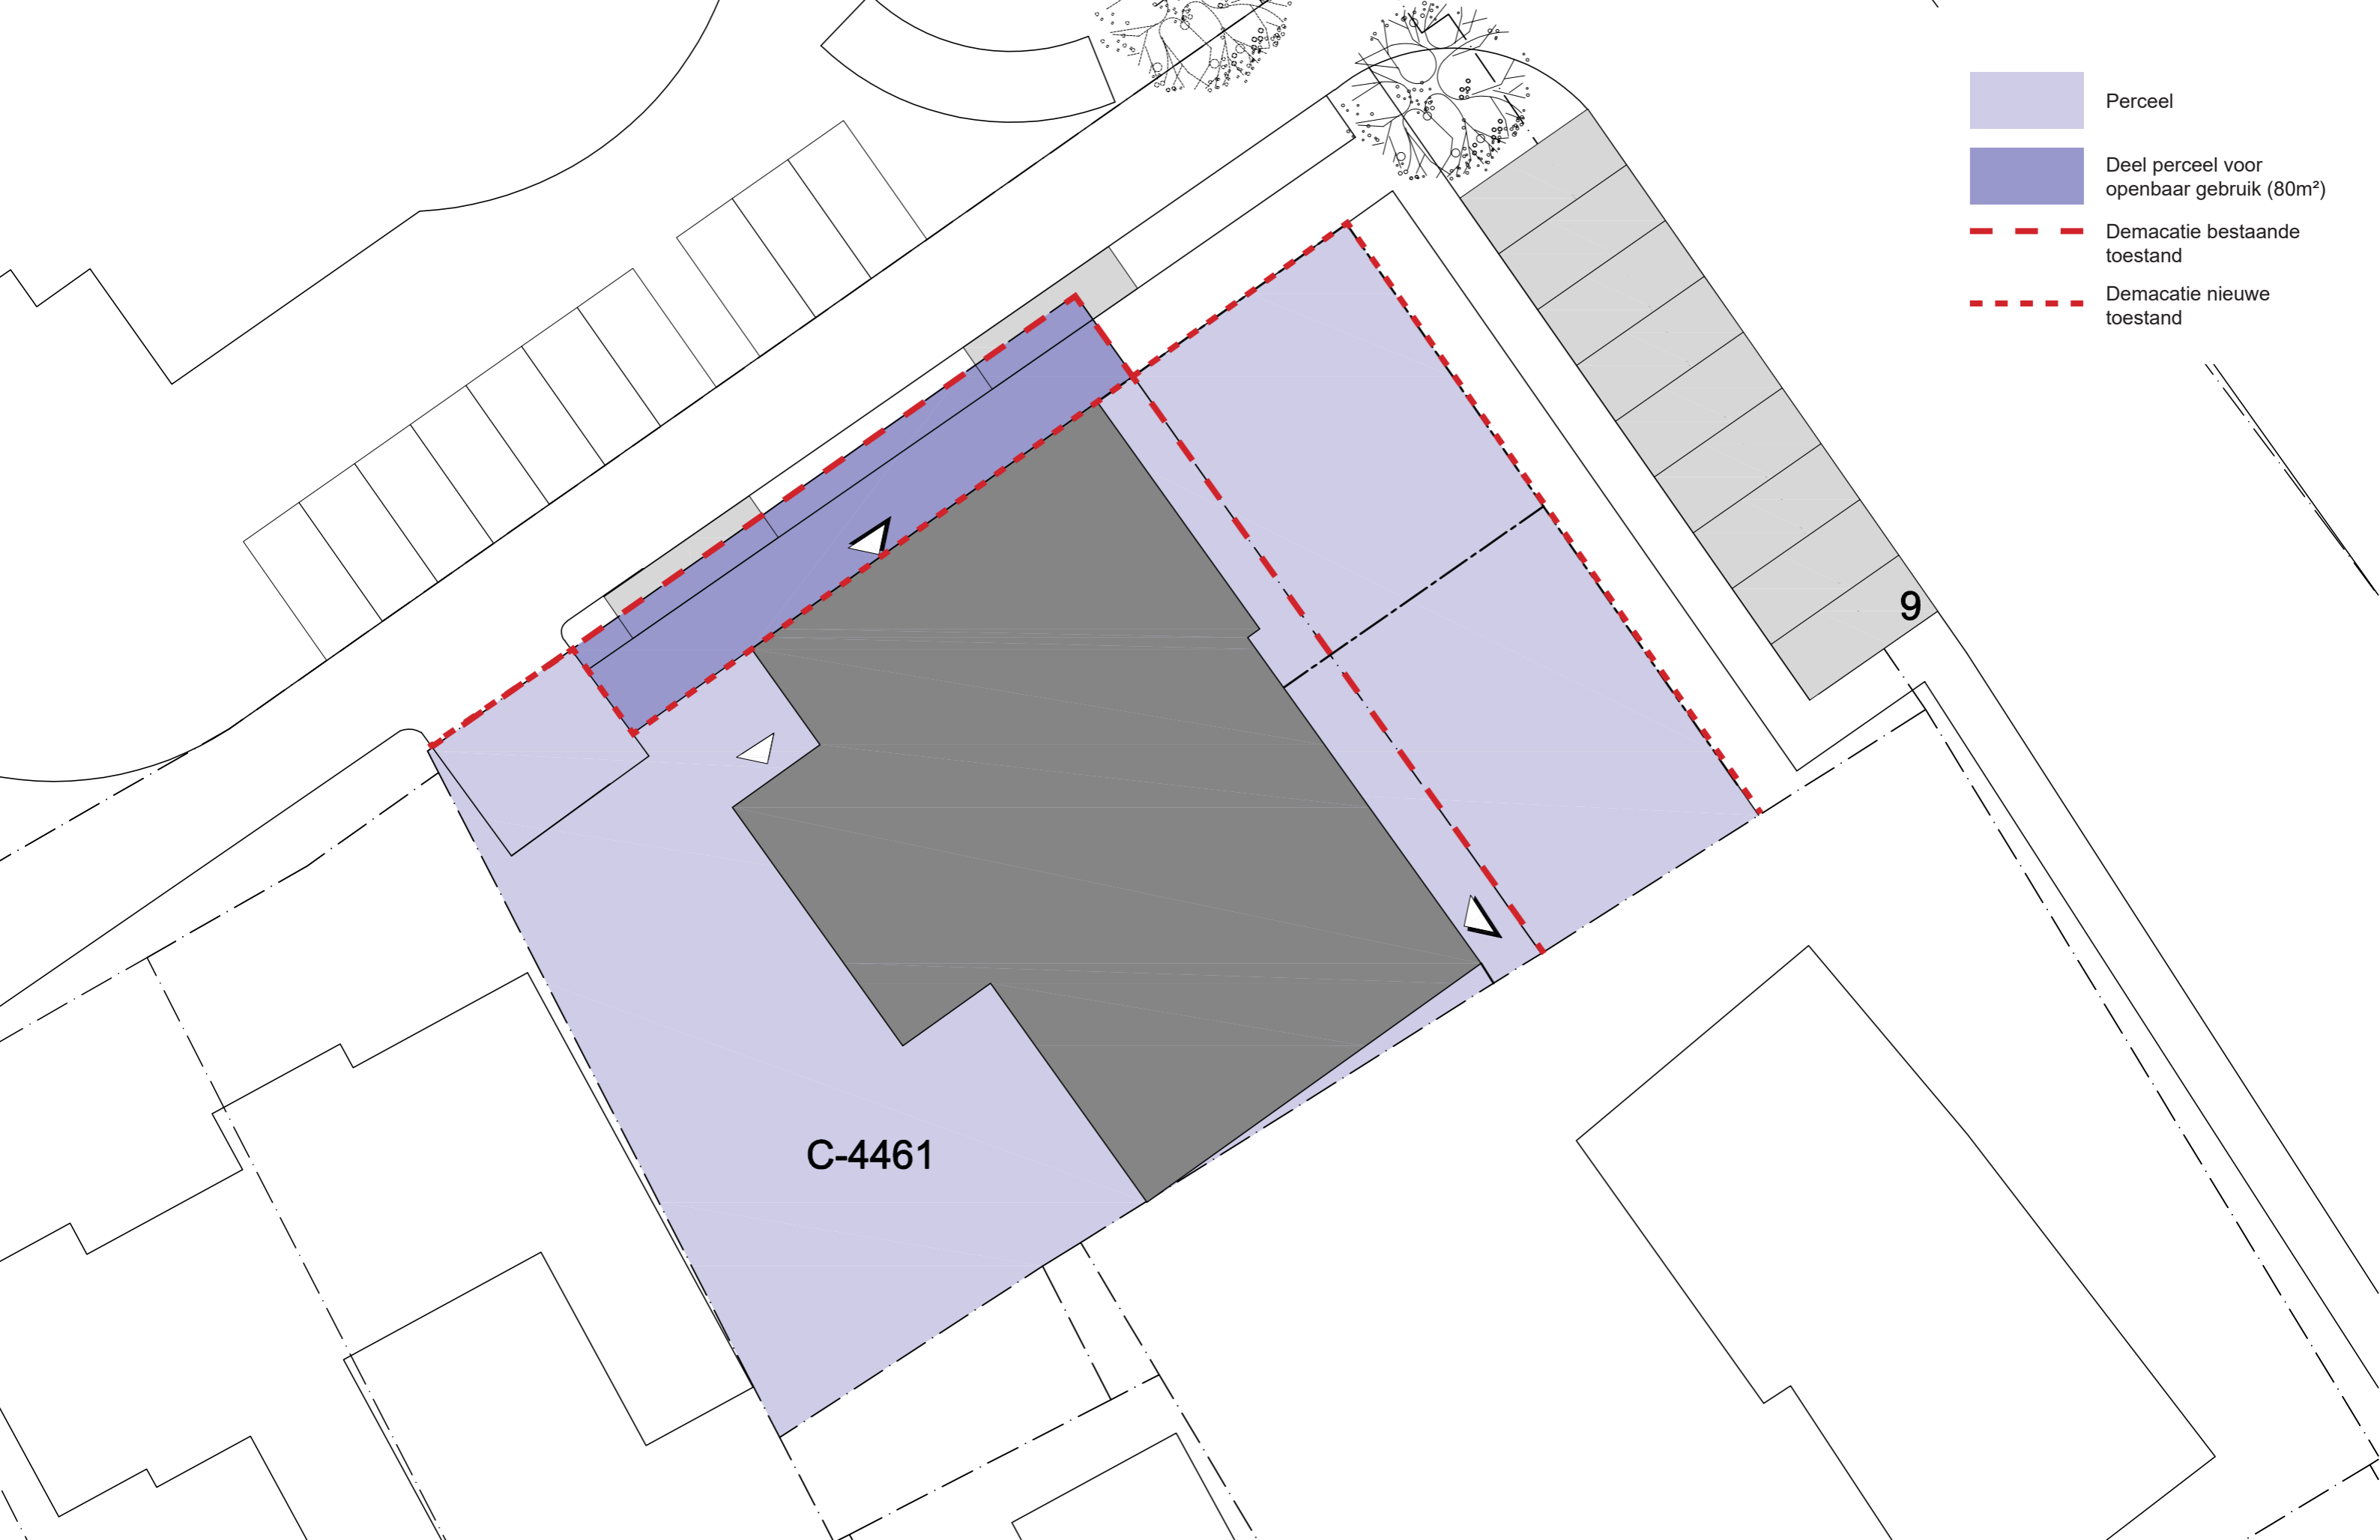 Perceel
Deel perceel voor
openbaar gebruik (80m²)
Demacatie bestaande
toestand
Demacatie nieuwe
toestand
9
C-4461